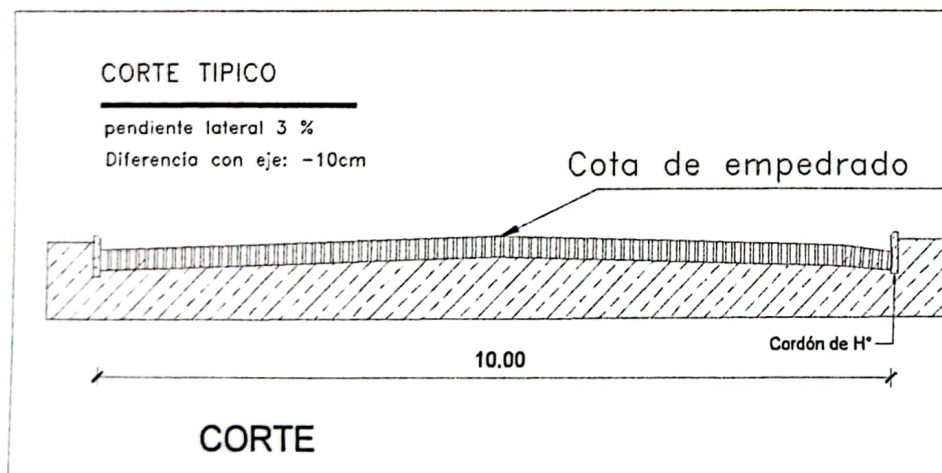 CORTE TIPICO
pendiente lateral 3 %
Diferencia con eje: -10cm
Cota de empedrado
Cordón de H°
10.00
CORTE